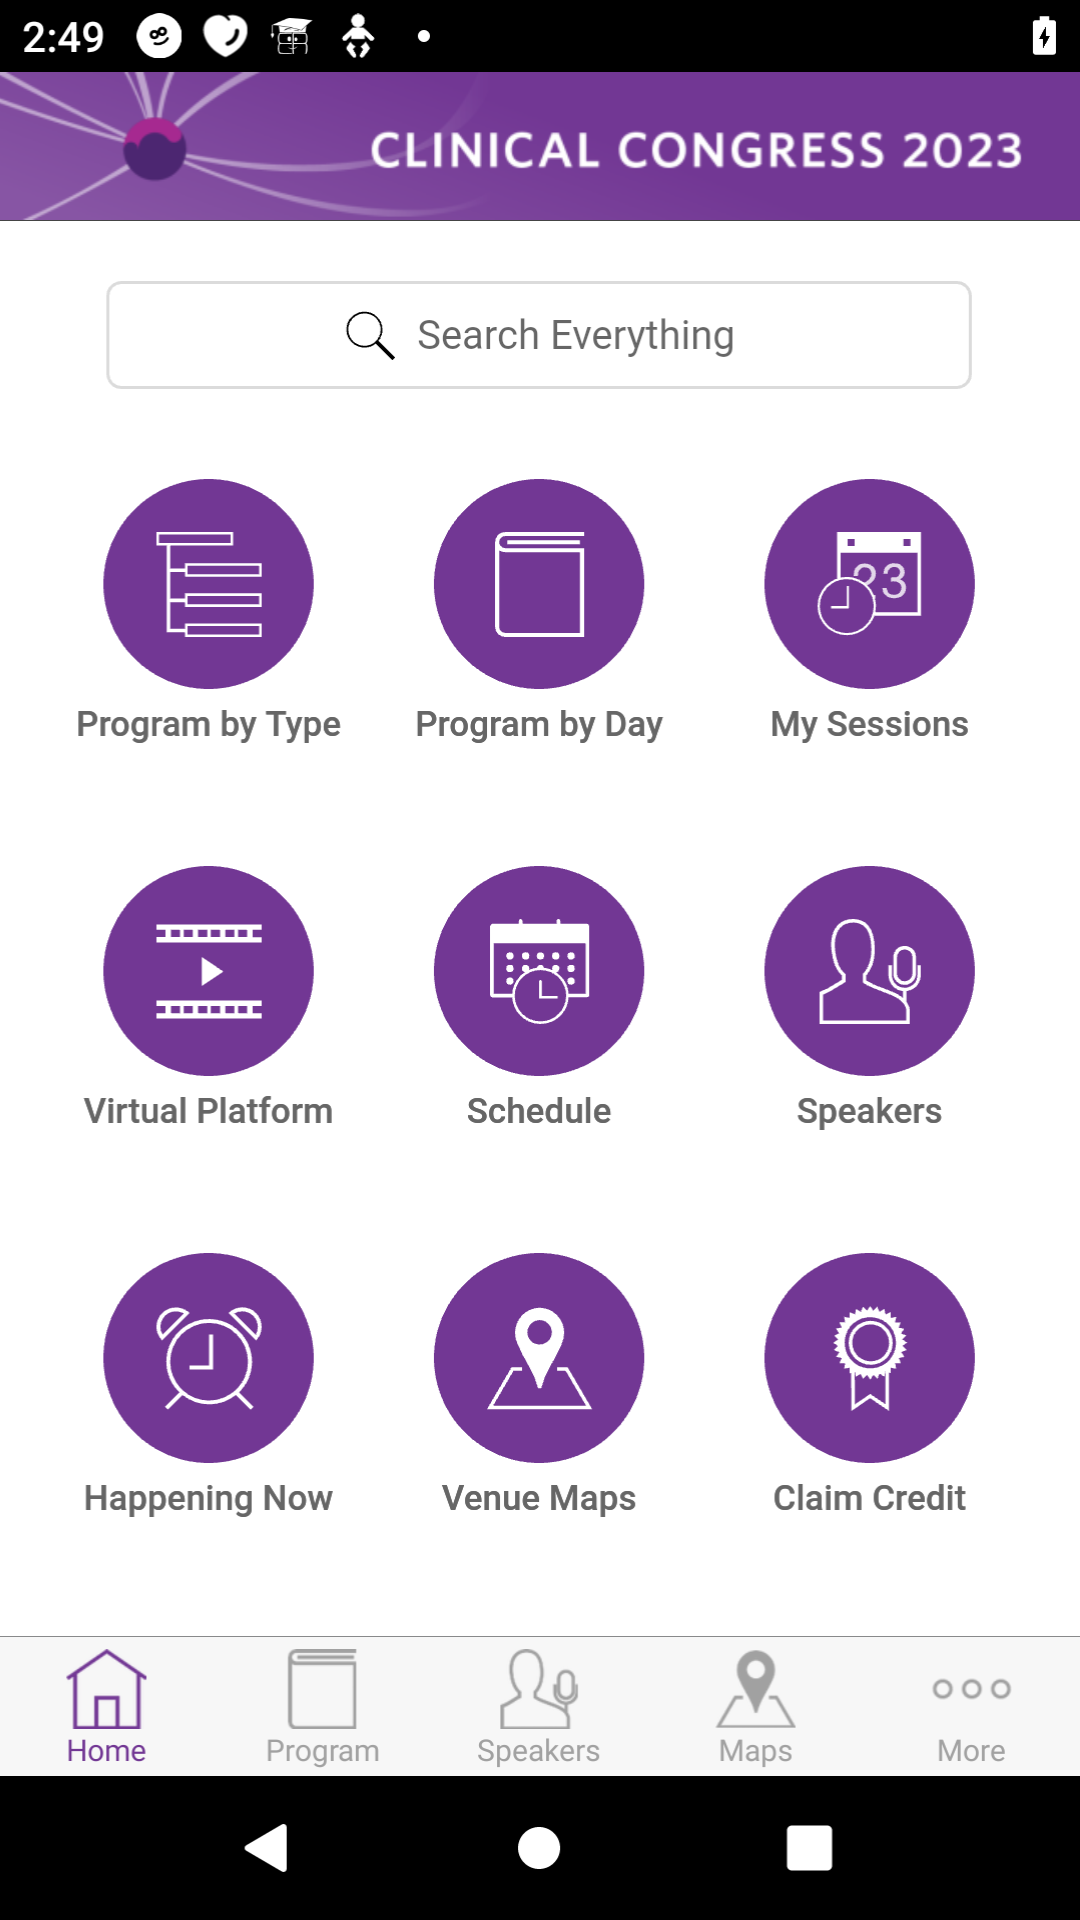 2:49
CLINICAL CONGRESS 2023
Search Everything
23
Program by Type
Program by Day
My Sessions
Virtual Platform
Schedule
Speakers
Happening Now
Venue Maps
Claim Credit
Home
Program
Speakers
Maps
More